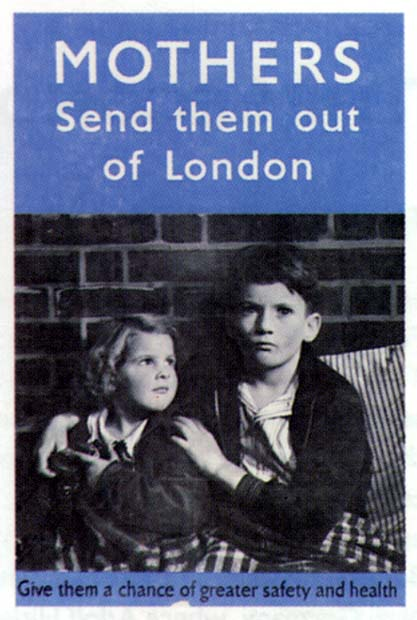 MOTHERS
Send them out
of London
Give them a chance of greater safety and health